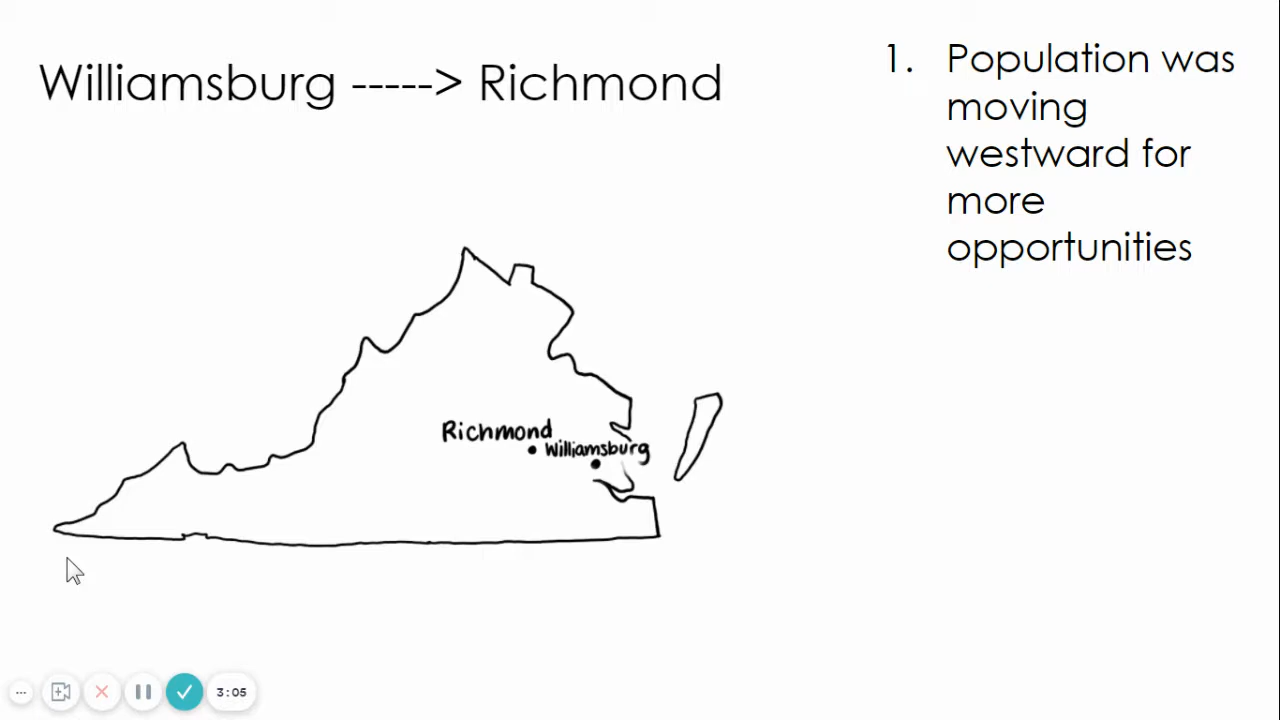 Williamsburg -----> Richmond
1. Population was
moving
westward for
more
opportunities
Richmond
Williamsburg
3:05